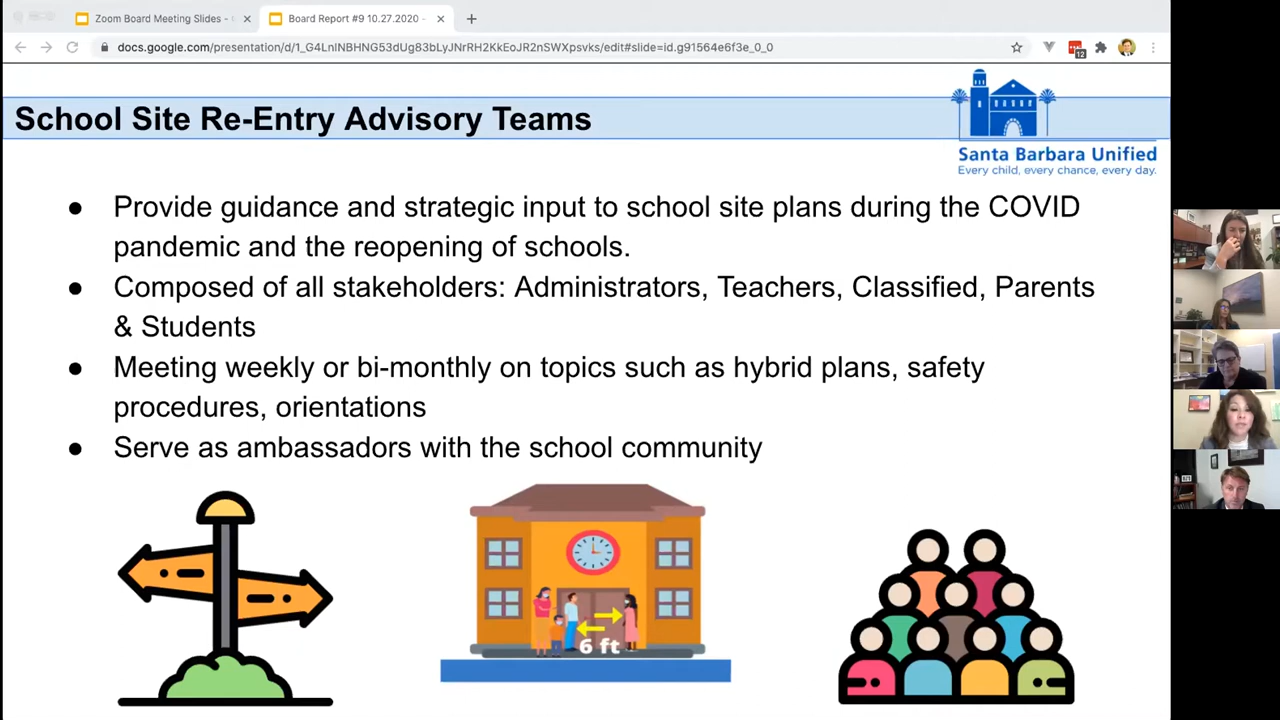 Zoom Board Meeting Slides -
Board Report #9 10.27.2020 -
docs.google.com/presentation/d/1_G4LnlNBHNG53dUg83bLyJNrRH2KkEoJR2nSWXpsvks/edit#slide=id.g91564e6f3e_0_0
12
School Site Re-Entry Advisory Teams
Santa Barbara Unified
Every child, every chance, every day.
● Provide guidance and strategic input to school site plans during the COVID
pandemic and the reopening of schools.
● Composed of all stakeholders: Administrators, Teachers, Classified, Parents
& Students
● Meeting weekly or bi-monthly on topics such as hybrid plans, safety
procedures, orientations
● Serve as ambassadors with the school community
6 ft